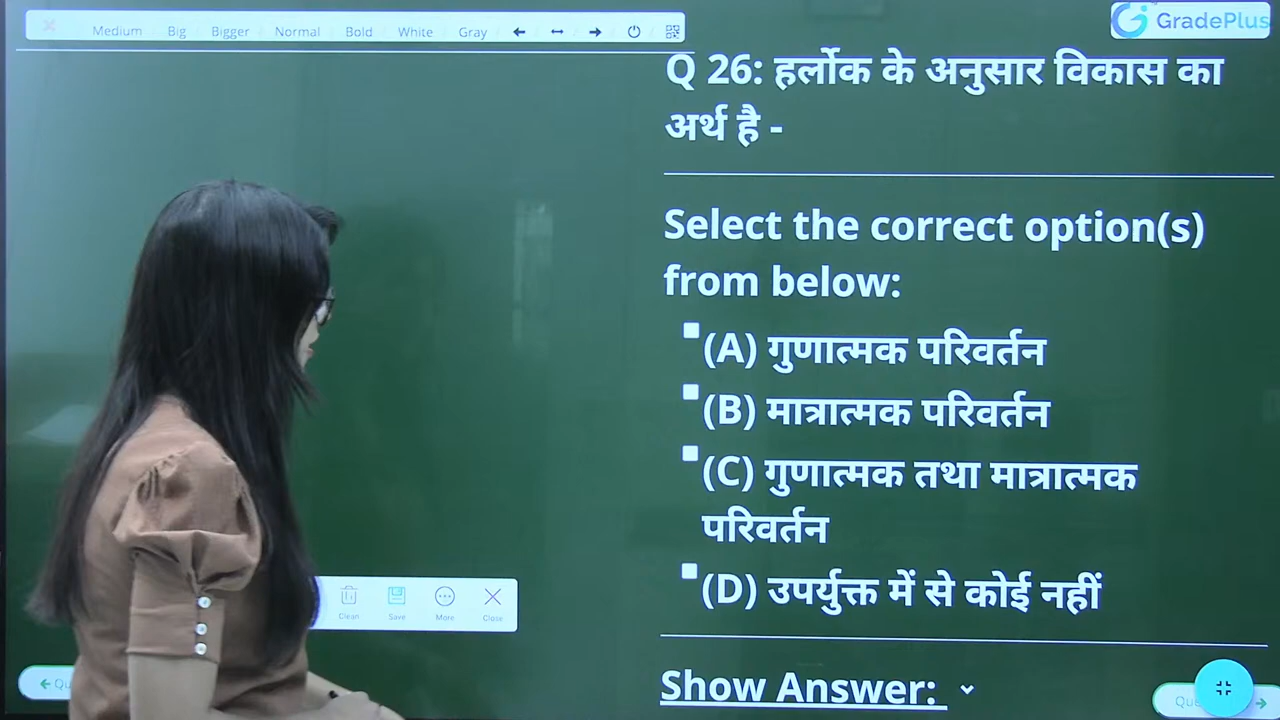 Medium Big Bigger Normal Bold White Gray
GradePlus
Q 26: हर्लोक के अनुसार विकास का
अर्थ है -
Select the correct option(s)
from below:
(A) गुणात्मक परिवर्तन
(B) मात्रात्मक परिवर्तन
(C) गुणात्मक तथा मात्रात्मक
परिवर्तन
(D) उपर्युक्त में से कोई नहीं
Clean Save More Close
Show Answer: